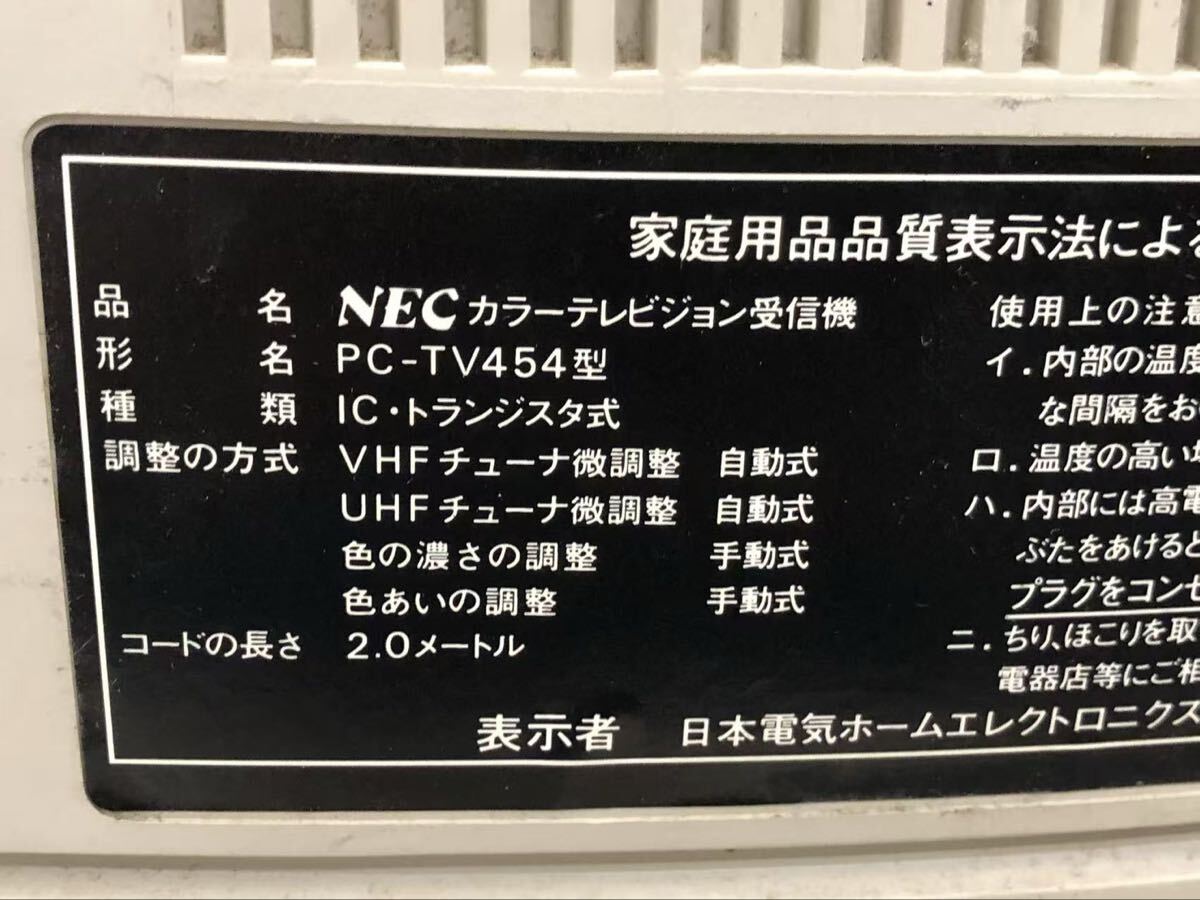 家庭用品品質表示法によ
品名 NEC カラーテレビジョン受信機
形名 PC-TV454型
種類 IC・トランジスタ式
調整の方式 VHFチューナ微調整 自動式
UHFチューナ微調整 自動式
色の濃さの調整 手動式
色あいの調整 手動式
コードの長さ 2.0メートル
使用上の注意
イ.内部の温度
な間隔をお
ロ.温度の高い
ハ.内部には高電
ぶたをあけると
プラグをコンセ
ニ.ちり、ほこりを取
電器店等にご相
表示者 日本電気ホームエレクトロニクス